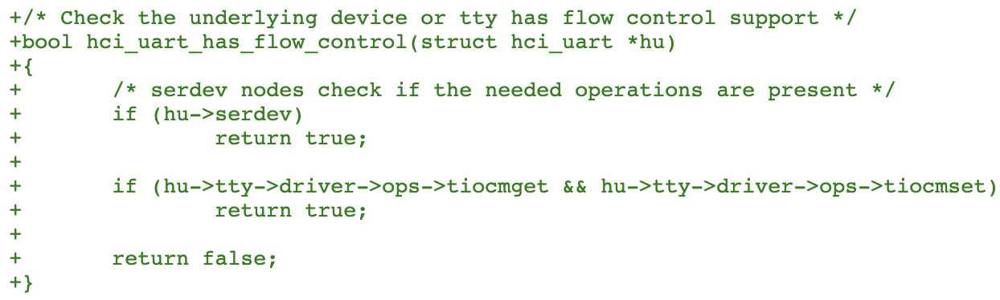 +/* Check the underlying device or tty has flow control support */
+bool hci_uart_has_flow_control(struct hci_uart *hu)
+{
+	/* serdev nodes check if the needed operations are present */
+	if (hu->serdev)
+		return true;
+
+	if (hu->tty->driver->ops->tiocmget && hu->tty->driver->ops->tiocmset)
+		return true;
+
+	return false;
+}